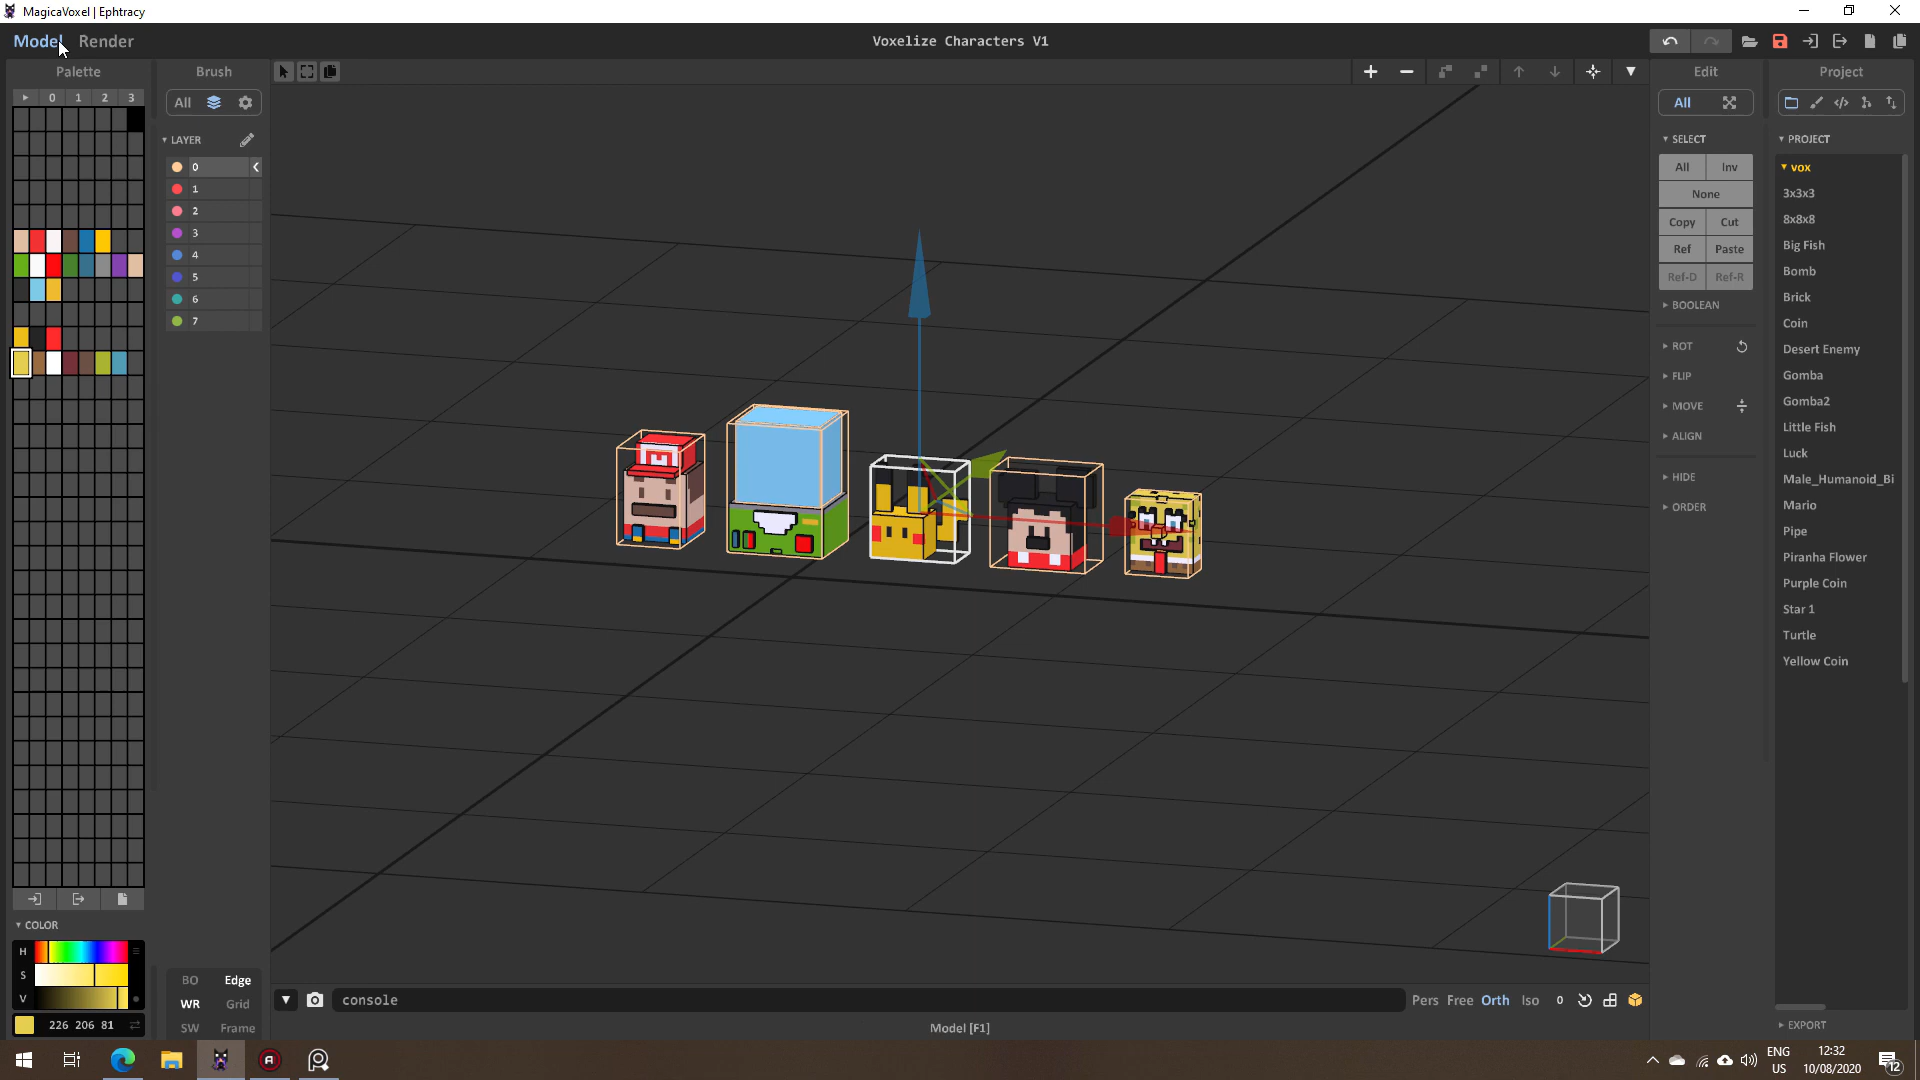 MagicaVoxel | Ephtracy
Model Render
Voxelize Characters V1
Palette
0 1 2 3
Brush
All
LAYER
0
1
2
3
4
5
6
7
Edit
All
SELECT
All Inv
None
Copy Cut
Ref Paste
Ref-D Ref-R
BOOLEAN
ROT
FLIP
MOVE
ALIGN
HIDE
ORDER
Project
PROJECT
vox
3x3x3
8x8x8
Big Fish
Bomb
Brick
Coin
Desert Enemy
Gomba
Gomba2
Little Fish
Luck
Male_Humanoid_Bi
Mario
Pipe
Piranha Flower
Purple Coin
Star 1
Turtle
Yellow Coin
EXPORT
COLOR
H
S
V
226 206 81
BO Edge
WR Grid
SW Frame
console
Pers Free Orth Iso 0
Model [F1]
ENG
US
12:32
10/08/2020
12